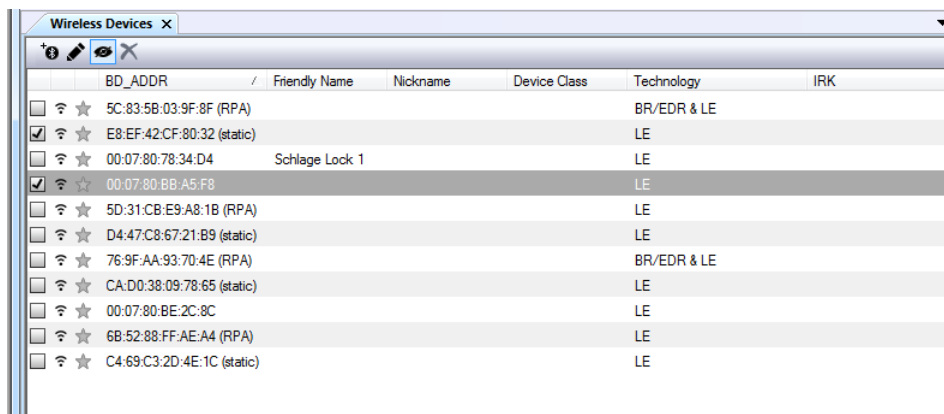 Wireless Devices X
BD_ADDR / Friendly Name Nickname Device Class Technology IRK
5C:83:5B:03:9F:8F (RPA) BR/EDR & LE
E8:EF:42:CF:80:32 (static) LE
00:07:80:78:34:D4 Schlage Lock 1 LE
00:07:80:BB:A5:F8 LE
5D:31:CB:E9:A8:1B (RPA) LE
D4:47:C8:67:21:B9 (static) LE
76:9F:AA:93:70:4E (RPA) BR/EDR & LE
CA:D0:38:09:78:65 (static) LE
00:07:80:BE:2C:8C LE
6B:52:88:FF:AE:A4 (RPA) LE
C4:69:C3:2D:4E:1C (static) LE